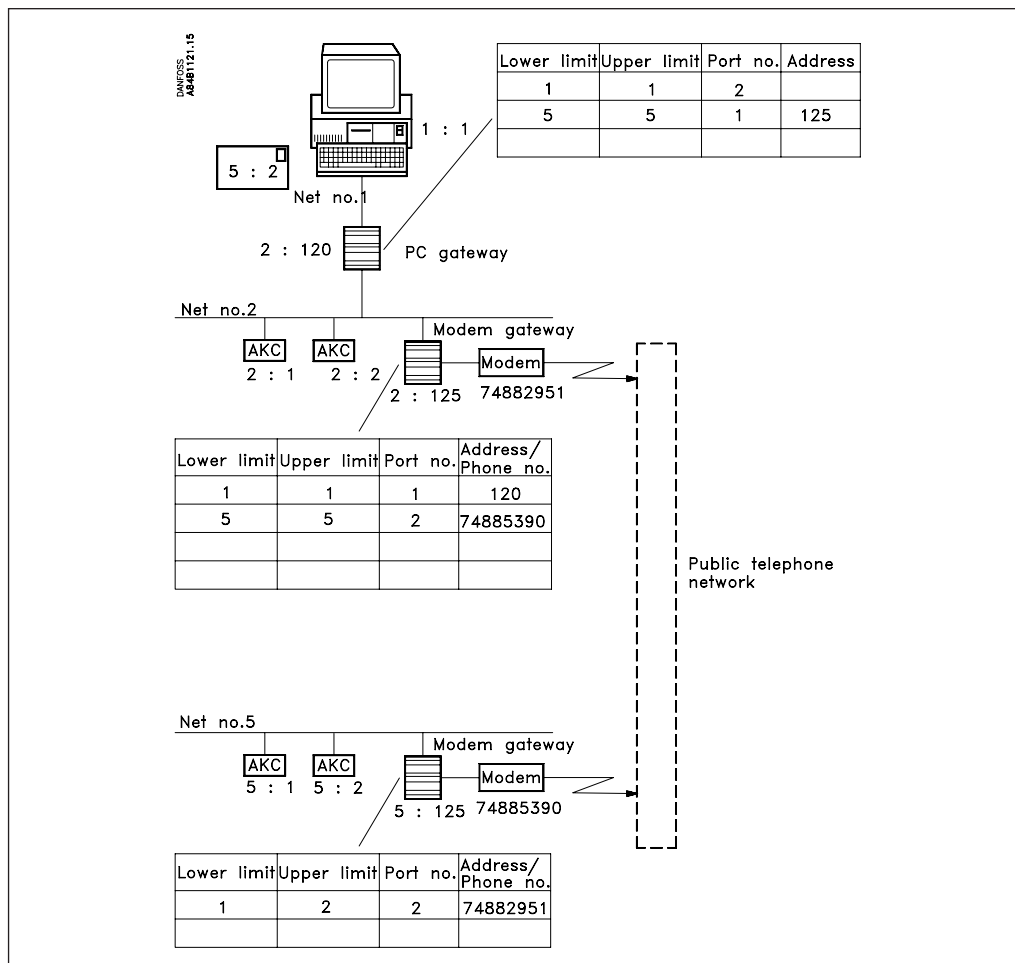 DANFOSS
A84B1121.15
Lower limit Upper limit Port no. Address
1 1 2
5 5 1 125
1 : 1
5 : 2
Net no.1
2 : 120
PC gateway
Net no.2
Modem gateway
AKC AKC Modem
2 : 1 2 : 2 2 : 125 74882951
Lower limit Upper limit Port no. Address/
Phone no.
1 1 1 120
5 5 2 74885390
Public telephone
network
Net no.5
Modem gateway
AKC AKC Modem
5 : 1 5 : 2 5 : 125 74885390
Lower limit Upper limit Port no. Address/
Phone no.
1 2 2 74882951